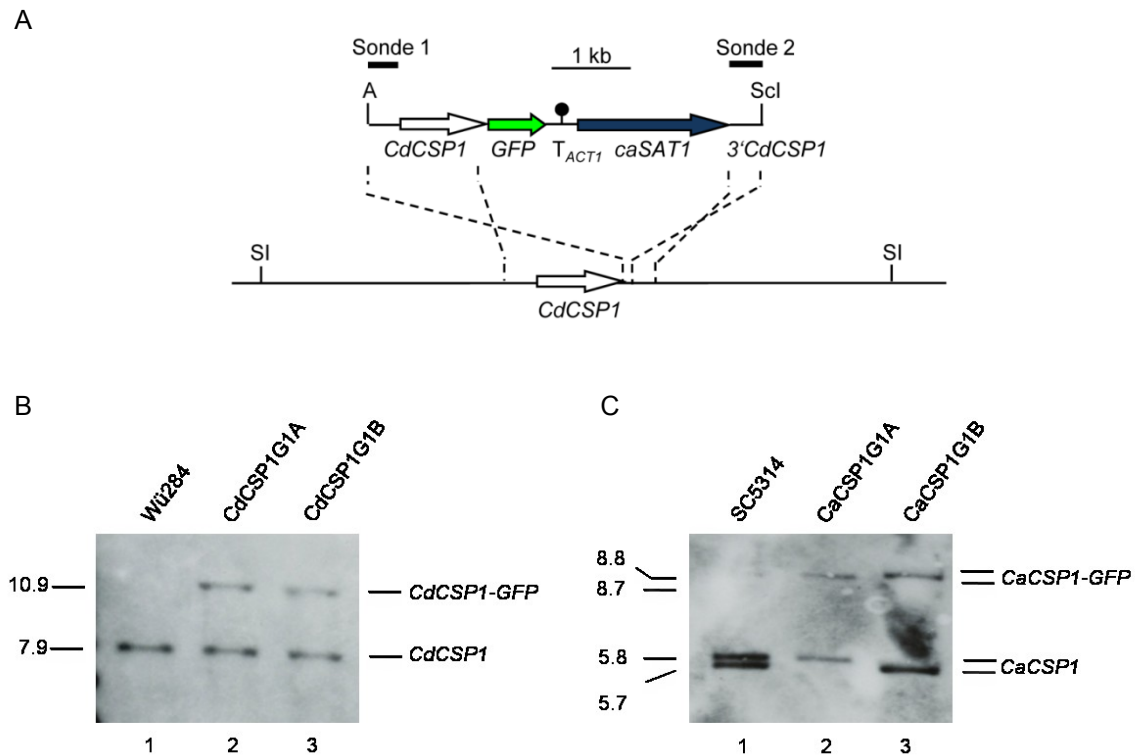 A
Sonde 1
1 kb
Sonde 2
A
ScI
CdCSP1
GFP
TACT1
caSAT1
3‘CdCSP1
SI
SI
CdCSP1
B
Wü284
CdCSP1G1A
CdCSP1G1B
10.9
CdCSP1-GFP
7.9
CdCSP1
1 2 3
C
SC5314
CaCSP1G1A
CaCSP1G1B
8.8
8.7
CaCSP1-GFP
5.8
CaCSP1
5.7
1 2 3